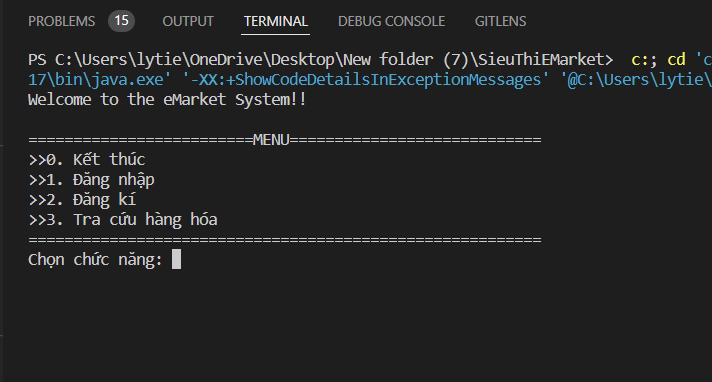 PROBLEMS 15 OUTPUT TERMINAL DEBUG CONSOLE GITLENS
PS C:\Users\lytie\OneDrive\Desktop\New folder (7)\SieuThiEMarket>  c:; cd 'c
17\bin\java.exe' '-XX:+ShowCodeDetailsInExceptionMessages' '@C:\Users\lytie\
Welcome to the eMarket System!!
=========================MENU============================
>>0. Kết thúc
>>1. Đăng nhập
>>2. Đăng kí
>>3. Tra cứu hàng hóa
=========================================================
Chọn chức năng: